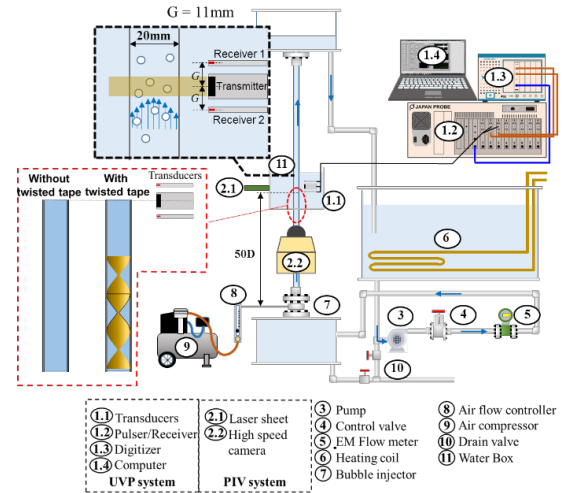 G = 11mm
20mm
Receiver 1
G
Transmitter
G
Receiver 2
1.4
1.3
JAPAN PROBE
1.2
11
2.1
1.1
Without
twisted tape
With
twisted tape
Transducers
50D
2.2
6
8
7
9
3
4
5
10
1.1 Transducers
1.2 Pulser/Receiver
1.3 Digitizer
1.4 Computer
UVP system
2.1 Laser sheet
2.2 High speed
camera
PIV system
3 Pump
4 Control valve
5 EM Flow meter
6 Heating coil
7 Bubble injector
8 Air flow controller
9 Air compressor
10 Drain valve
11 Water Box